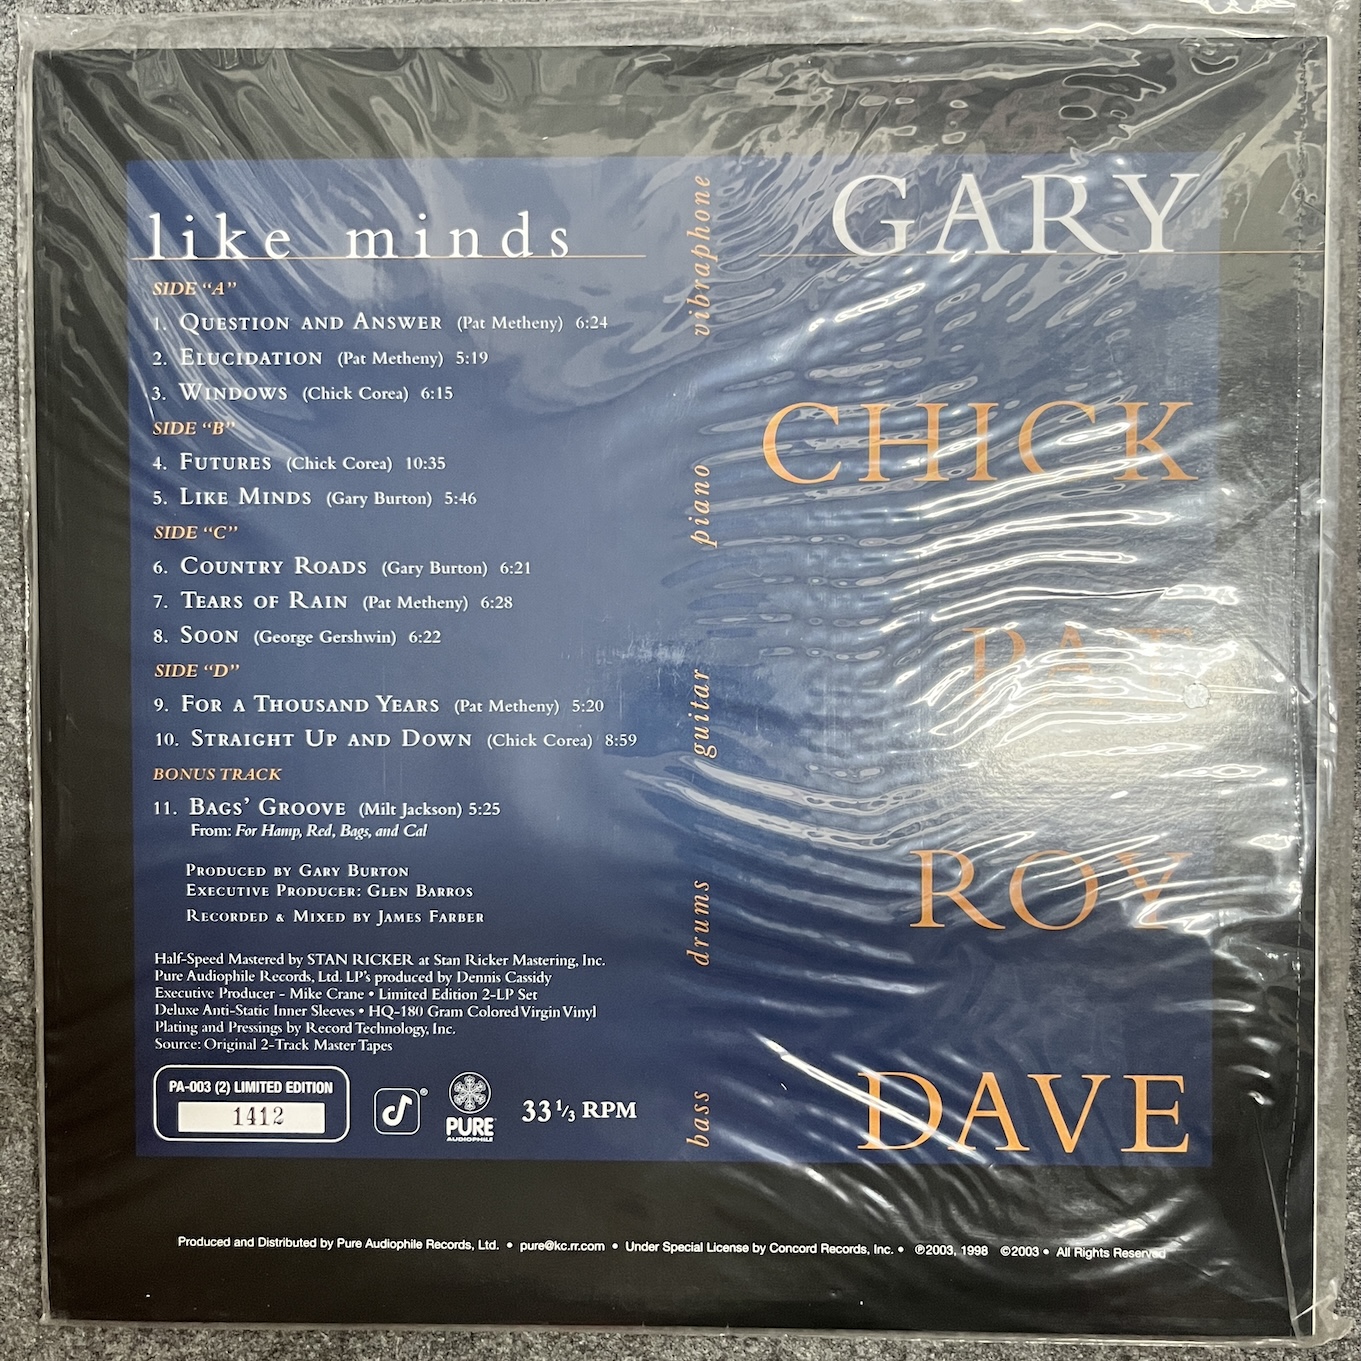 like minds
SIDE "A"
1. QUESTION AND ANSWER (Pat Metheny) 6:24
2. ELUCIDATION (Pat Metheny) 5:19
3. WINDOWS (Chick Corea) 6:15
SIDE "B"
4. FUTURES (Chick Corea) 10:35
5. LIKE MINDS (Gary Burton) 5:46
SIDE "C"
6. COUNTRY ROADS (Gary Burton) 6:21
7. TEARS OF RAIN (Pat Metheny) 6:28
8. SOON (George Gershwin) 6:22
SIDE "D"
9. FOR A THOUSAND YEARS (Pat Metheny) 5:20
10. STRAIGHT UP AND DOWN (Chick Corea) 8:59
BONUS TRACK
11. BAGS' GROOVE (Milt Jackson) 5:25
From: For Hamp, Red, Bags, and Cal
PRODUCED BY GARY BURTON
EXECUTIVE PRODUCER: GLEN BARROS
RECORDED & MIXED BY JAMES FARBER
Half-Speed Mastered by STAN RICKER at Stan Ricker Mastering, Inc.
Pure Audiophile Records, Ltd. LP's produced by Dennis Cassidy
Executive Producer - Mike Crane • Limited Edition 2-LP Set
Deluxe Anti-Static Inner Sleeves • HQ-180 Gram Colored Virgin Vinyl
Plating and Pressings by Record Technology, Inc.
Source: Original 2-Track Master Tapes
PA-003 (2) LIMITED EDITION
1412
®
PURE
AUDIOPHILE
33 1/3 RPM
vibraphone
GARY
piano
CHICK
guitar
PAT
drums
ROY
bass
DAVE
Produced and Distributed by Pure Audiophile Records, Ltd. • pure@kc.rr.com • Under Special License by Concord Records, Inc. • ℗2003, 1998 ©2003 • All Rights Reserved